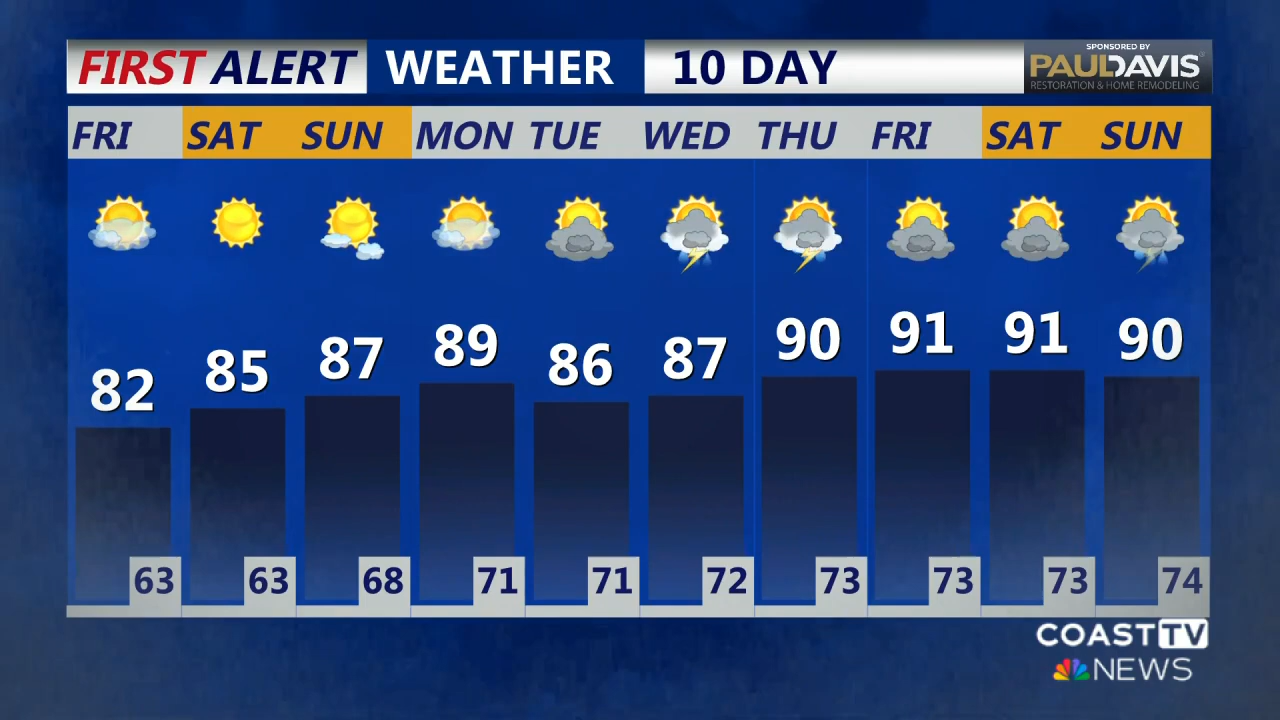 FIRST ALERT WEATHER 10 DAY
SPONSORED BY
PAULDAVIS
RESTORATION & HOME REMODELING
FRI SAT SUN MON TUE WED THU FRI SAT SUN
82 85 87 89 86 87 90 91 91 90
63 63 68 71 71 72 73 73 73 74
COAST TV
NEWS